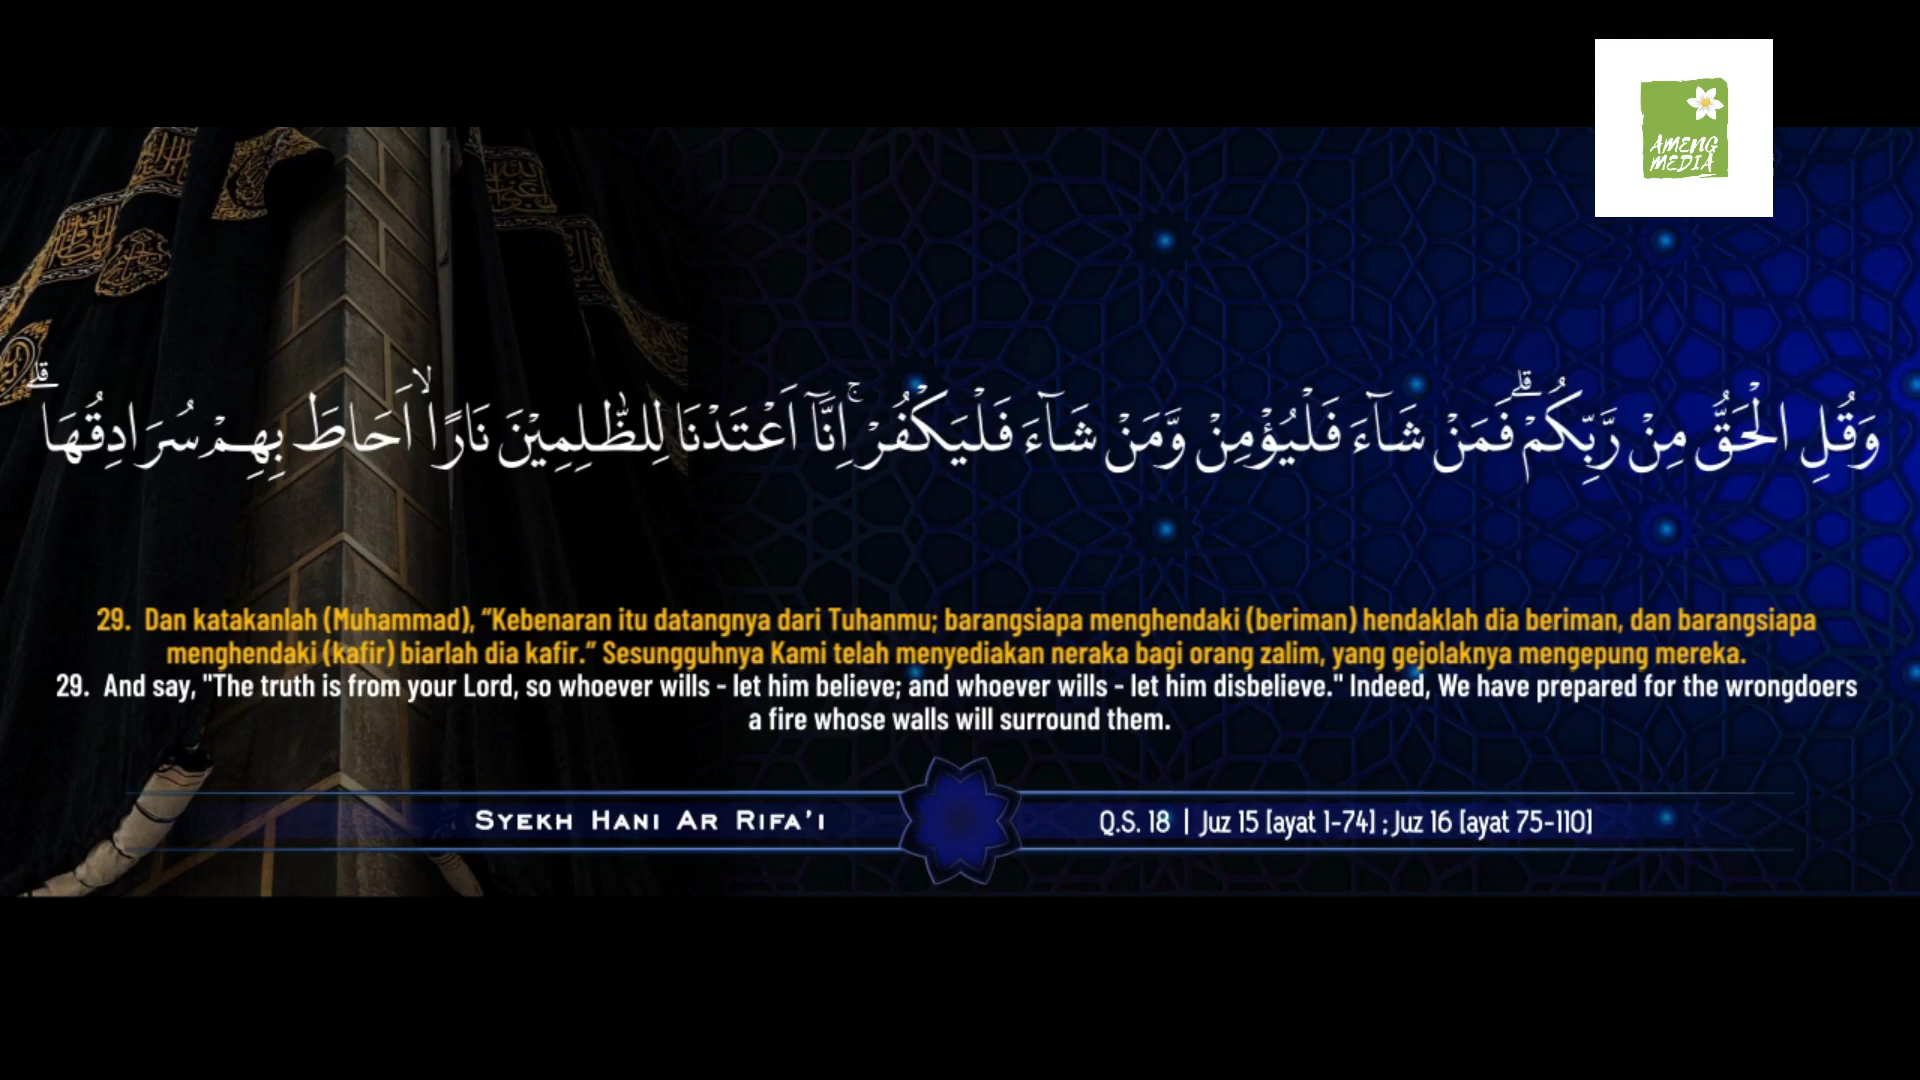 AMENG
MEDIA
وَقُلِ الْحَقُّ مِنْ رَّبِّكُمْۗ فَمَنْ شَاۤءَ فَلْيُؤْمِنْ وَّمَنْ شَاۤءَ فَلْيَكْفُرْۚ اِنَّآ اَعْتَدْنَا لِلظّٰلِمِيْنَ نَارًاۙ اَحَاطَ بِهِمْ سُرَادِقُهَاۗ
29. Dan katakanlah (Muhammad), “Kebenaran itu datangnya dari Tuhanmu; barangsiapa menghendaki (beriman) hendaklah dia beriman, dan barangsiapa
menghendaki (kafir) biarlah dia kafir.” Sesungguhnya Kami telah menyediakan neraka bagi orang zalim, yang gejolaknya mengepung mereka.
29. And say, "The truth is from your Lord, so whoever wills - let him believe; and whoever wills - let him disbelieve." Indeed, We have prepared for the wrongdoers
a fire whose walls will surround them.
Syekh Hani Ar Rifa'i
Q.S. 18 | Juz 15 [ayat 1-74] ; Juz 16 [ayat 75-110]